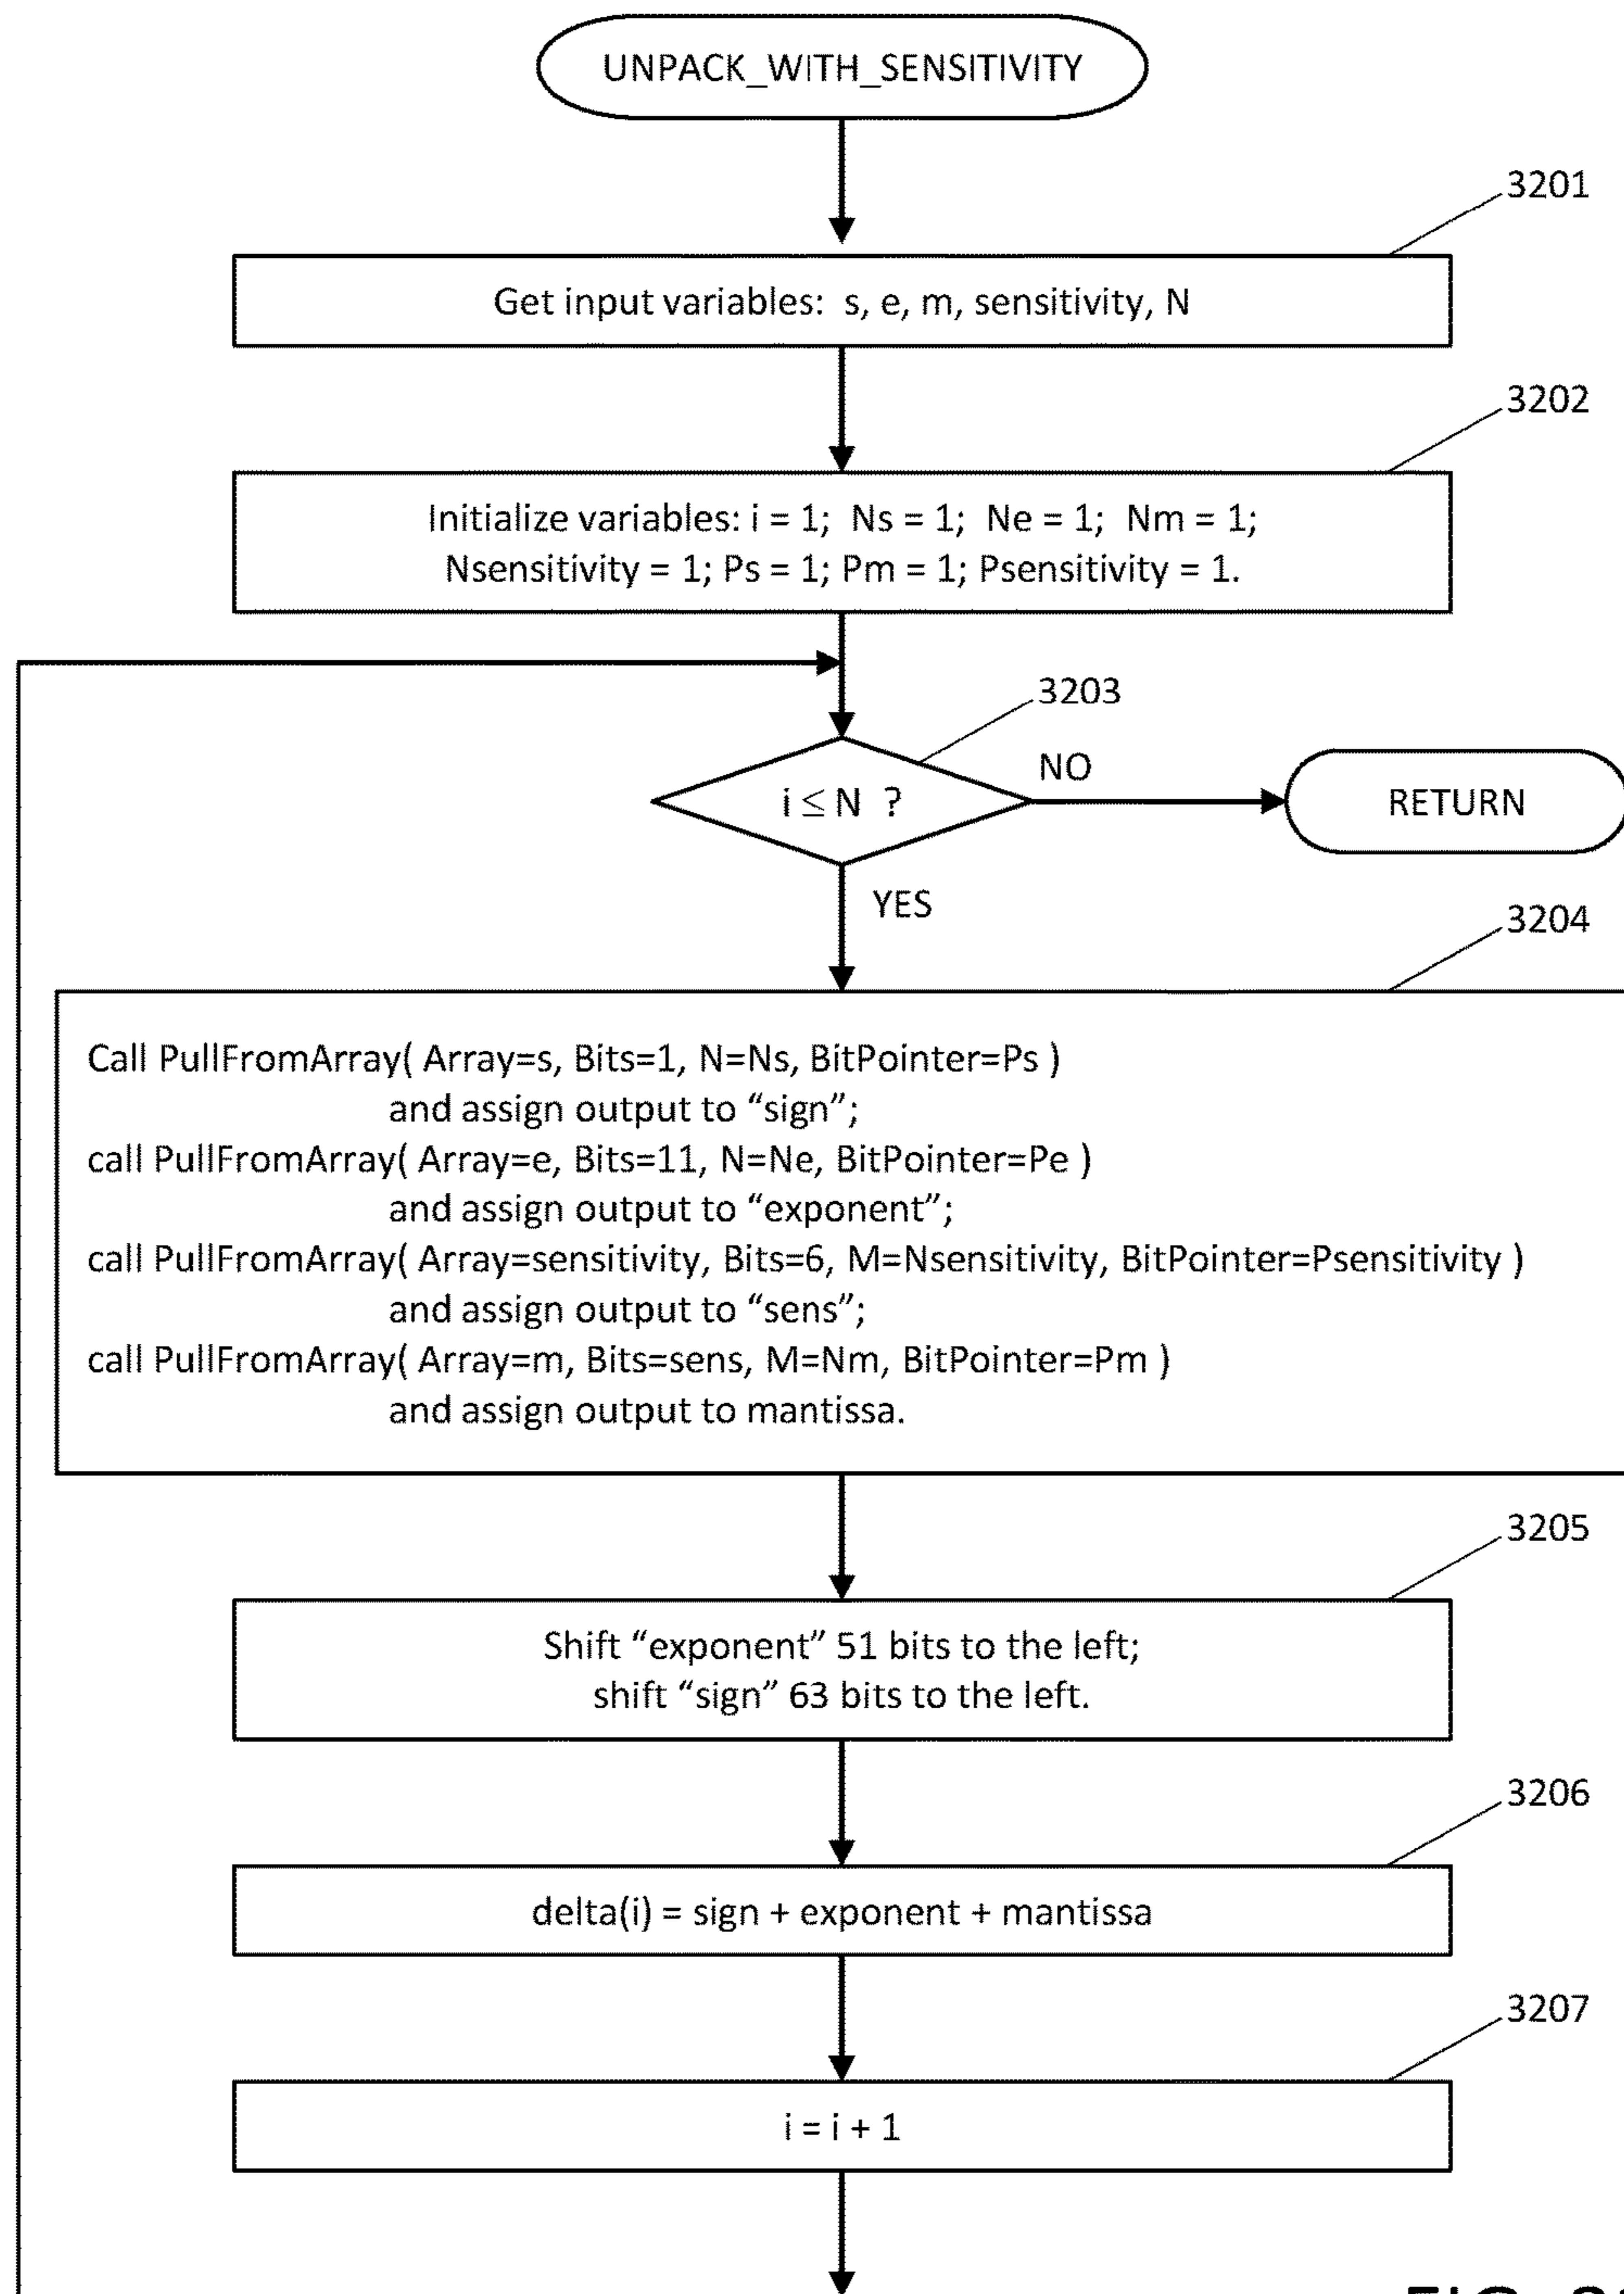 UNPACK_WITH_SENSITIVITY
3201
Get input variables: s, e, m, sensitivity, N
3202
Initialize variables: i = 1; Ns = 1; Ne = 1; Nm = 1;
Nsensitivity = 1; Ps = 1; Pm = 1; Psensitivity = 1.
3203
i ≤ N ?
NO
RETURN
YES
3204
Call PullFromArray( Array=s, Bits=1, N=Ns, BitPointer=Ps )
and assign output to “sign”;
call PullFromArray( Array=e, Bits=11, N=Ne, BitPointer=Pe )
and assign output to “exponent”;
call PullFromArray( Array=sensitivity, Bits=6, M=Nsensitivity, BitPointer=Psensitivity )
and assign output to “sens”;
call PullFromArray( Array=m, Bits=sens, M=Nm, BitPointer=Pm )
and assign output to mantissa.
3205
Shift “exponent” 51 bits to the left;
shift “sign” 63 bits to the left.
3206
delta(i) = sign + exponent + mantissa
3207
i = i + 1